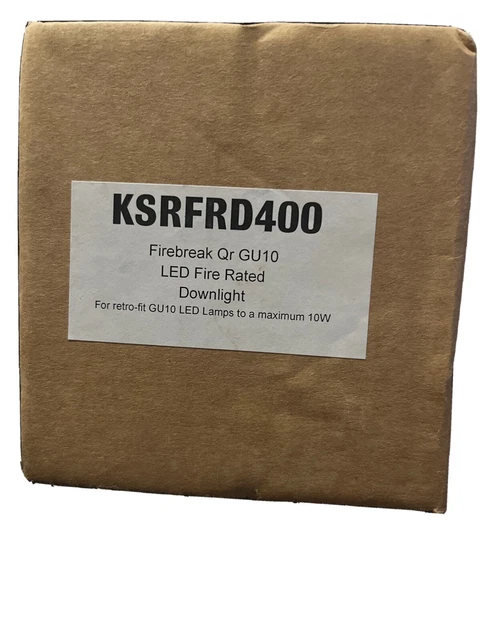 KSRFRD400
Firebreak Qr GU10
LED Fire Rated
Downlight
For retro-fit GU10 LED Lamps to a maximum 10W